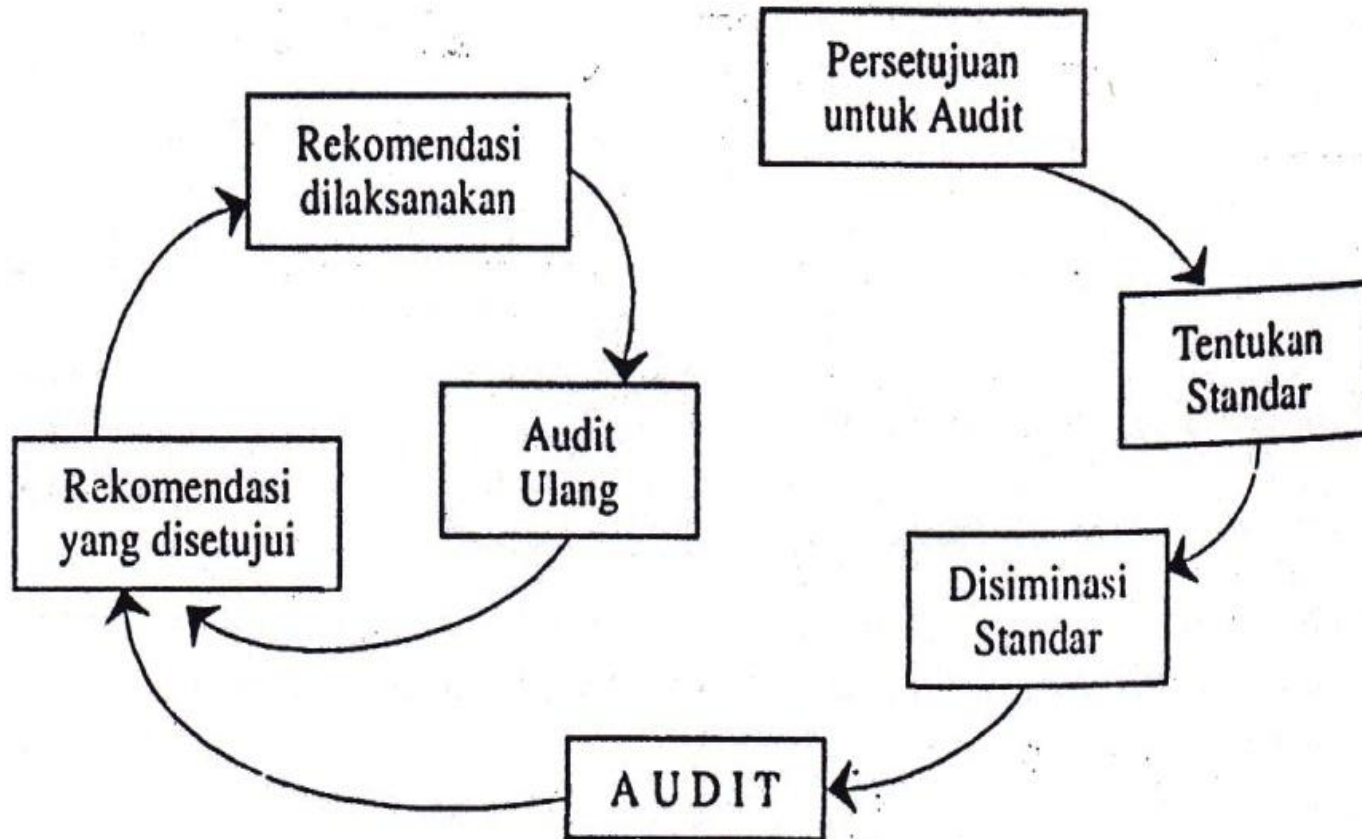 Persetujuan
untuk Audit
Tentukan
Standar
Disiminasi
Standar
AUDIT
Rekomendasi
yang disetujui
Rekomendasi
dilaksanakan
Audit
Ulang